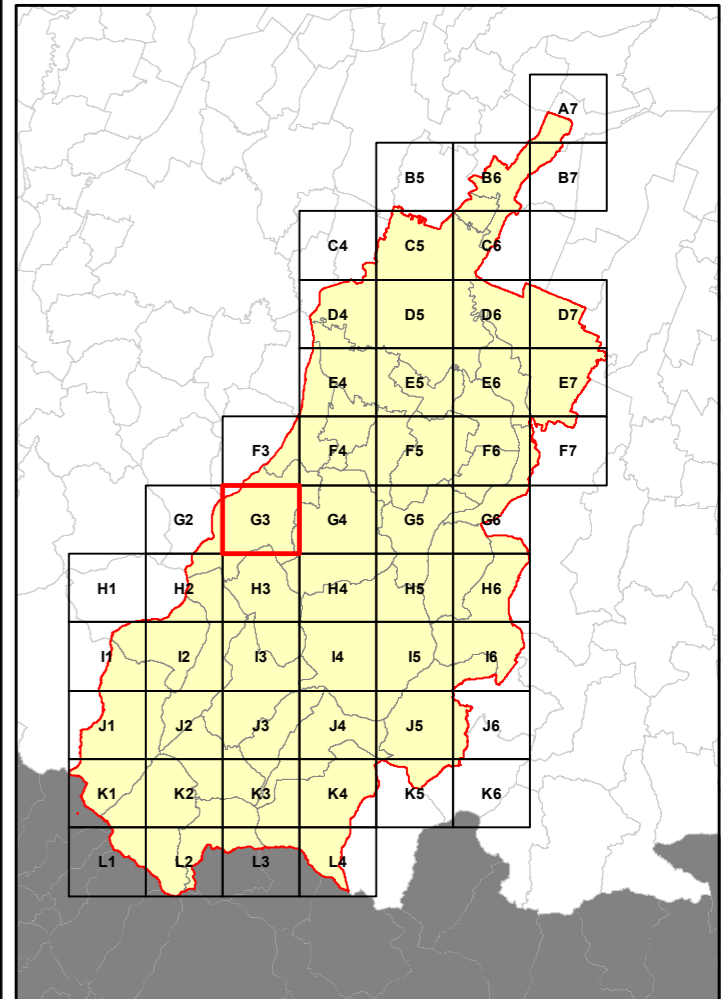 A7
B5 B6 B7
C4 C5 C6
D4 D5 D6 D7
E4 E5 E6 E7
F3 F4 F5 F6 F7
G2 G3 G4 G5 G6
H1 H2 H3 H4 H5 H6
I1 I2 I3 I4 I5 I6
J1 J2 J3 J4 J5 J6
K1 K2 K3 K4 K5 K6
L1 L2 L3 L4